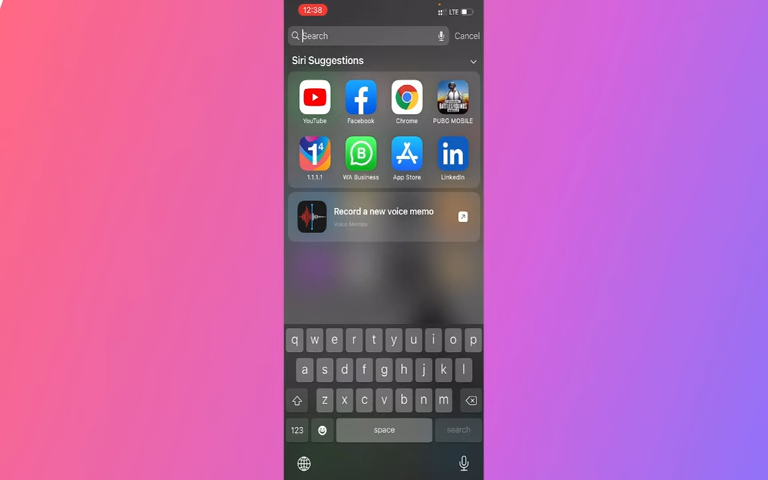 12:38
LTE
Search
Cancel
Siri Suggestions
YouTube
Facebook
Chrome
PUBG MOBILE
1.1.1.1
WA Business
App Store
LinkedIn
Record a new voice memo
Voice Memos
q w e r t y u i o p
a s d f g h j k l
z x c v b n m
123
space
search